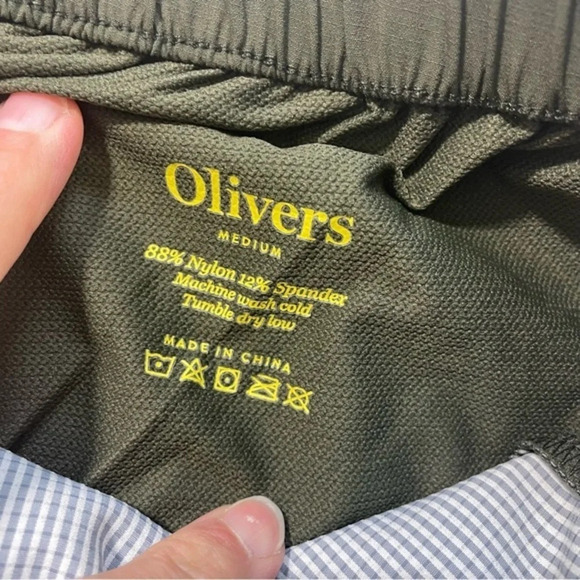 Olivers
MEDIUM
88% Nylon 12% Spandex
Machine wash cold
Tumble dry low
MADE IN CHINA